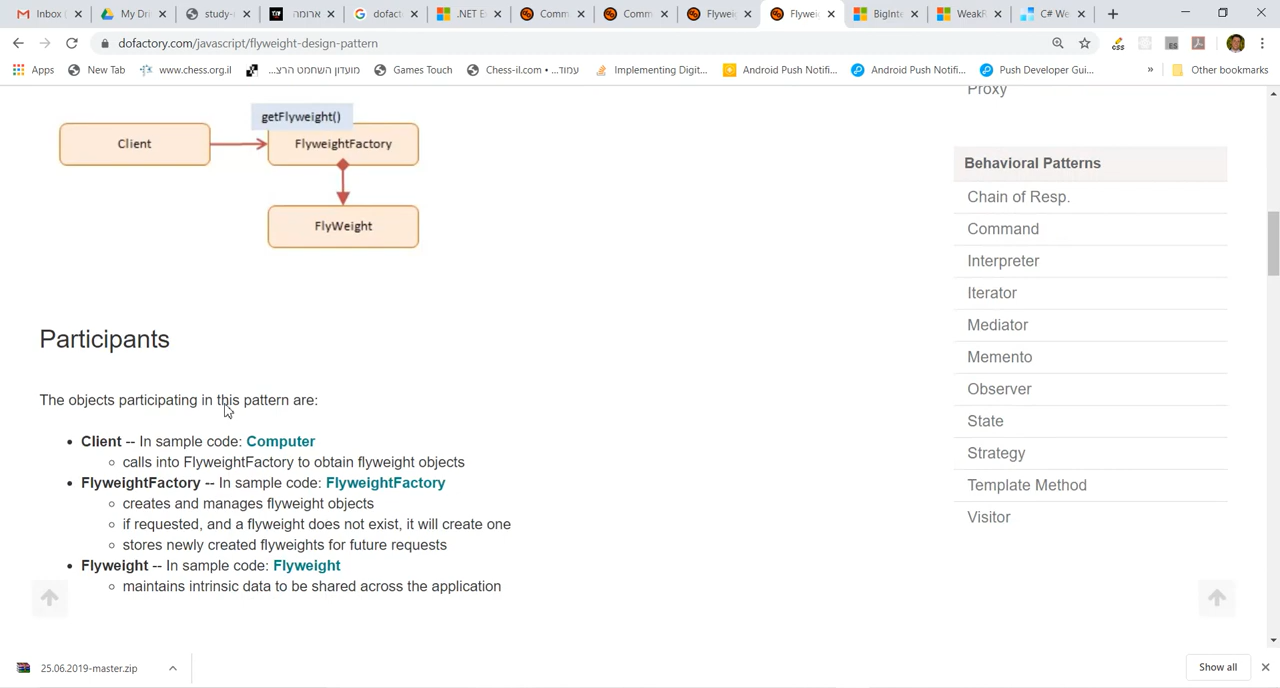 Inbox
My Dri
study-
ארומה
dofact
.NET E
Comm
Comm
Flywei
Flywei
BigInte
WeakR
C# We
dofactory.com/javascript/flyweight-design-pattern
Apps
New Tab
www.chess.org.il
מועדון השחמט הרצ...
Games Touch
Chess-il.com • עמוד...
Implementing Digit...
Android Push Notifi...
Android Push Notifi...
Push Developer Gui...
»
Other bookmarks
getFlyweight()
Client
FlyweightFactory
FlyWeight
Participants
The objects participating in this pattern are:
• Client -- In sample code: Computer
◦ calls into FlyweightFactory to obtain flyweight objects
• FlyweightFactory -- In sample code: FlyweightFactory
◦ creates and manages flyweight objects
◦ if requested, and a flyweight does not exist, it will create one
◦ stores newly created flyweights for future requests
• Flyweight -- In sample code: Flyweight
◦ maintains intrinsic data to be shared across the application
Proxy
Behavioral Patterns
Chain of Resp.
Command
Interpreter
Iterator
Mediator
Memento
Observer
State
Strategy
Template Method
Visitor
25.06.2019-master.zip
Show all